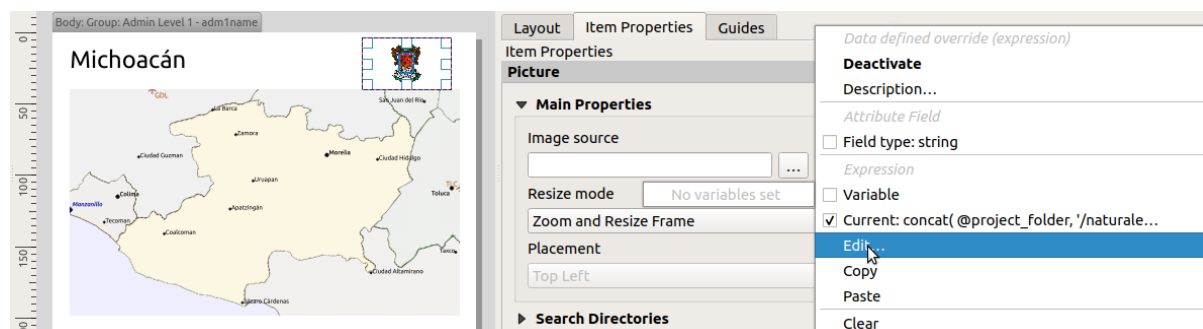 Body: Group: Admin Level 1 - adm1name
0
50
100
150
Michoacán
GDL
San Juan del Río
La Barca
Zamora
Morelia
Ciudad Guzman
Ciudad Hidalgo
Uruapan
TLC
Toluca
Colima
Manzanillo
Apatzingán
Tecoman
Coalcoman
Taxco
Ciudad Altamirano
Lázaro Cárdenas
Layout
Item Properties
Guides
Item Properties
Picture
Main Properties
Image source
...
Resize mode
No variables set
Zoom and Resize Frame
Placement
Top Left
Search Directories
Data defined override (expression)
Deactivate
Description…
Attribute Field
Field type: string
Expression
Variable
Current: concat( @project_folder, '/naturale…
Edit…
Copy
Paste
Clear